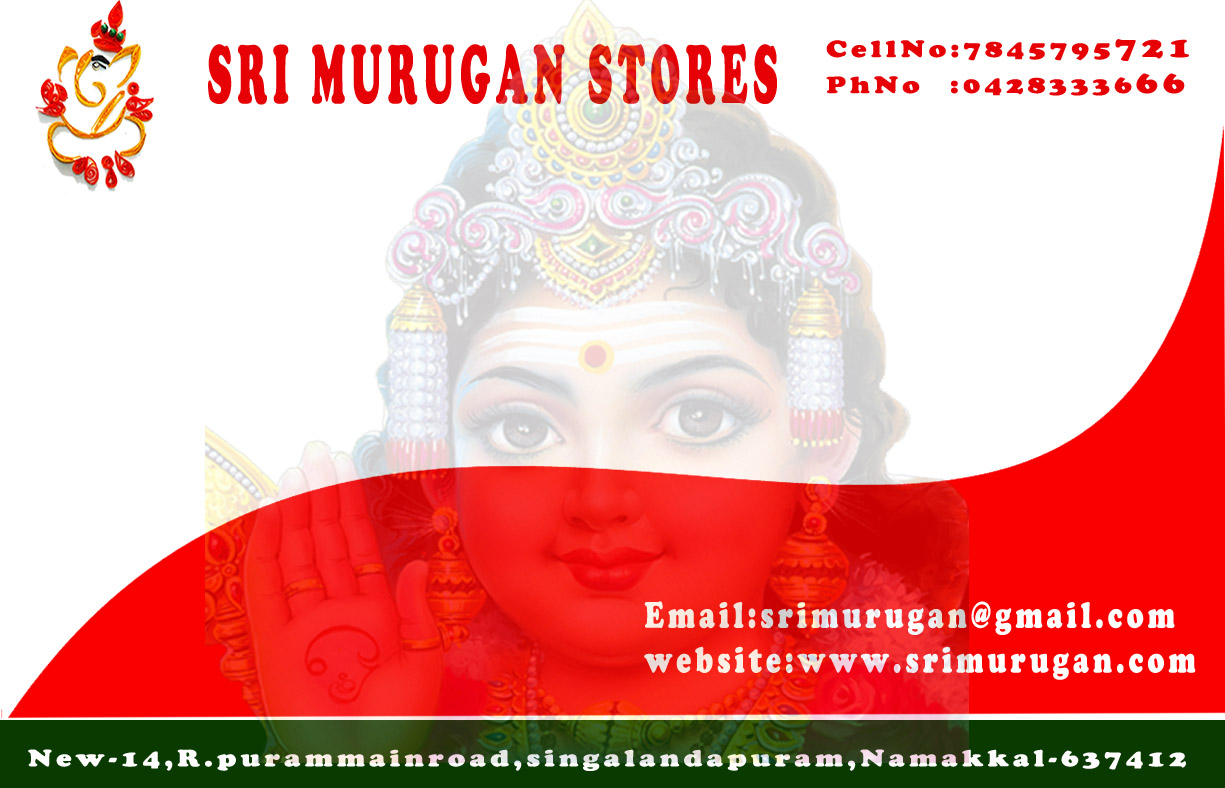 SRI MURUGAN STORES
CellNo:7845795721
PhNo :0428333666
Email:srimurugan@gmail.com
website:www.srimurugan.com
New-14,R.purammainroad,singalandapuram,Namakkal-637412